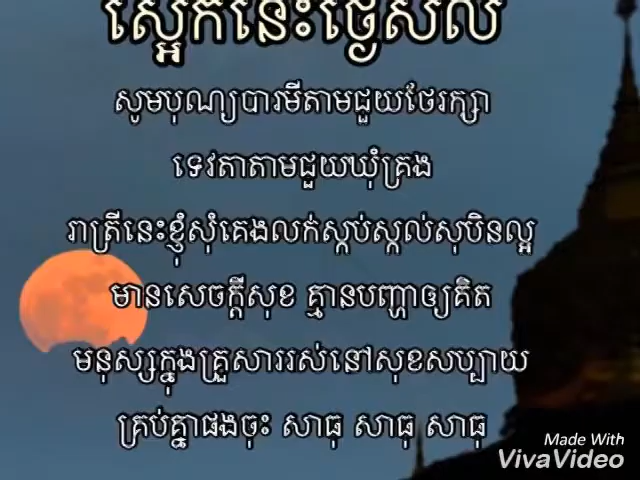 ស្អែកនេះថ្ងៃសីល
សូមបុណ្យបារមីតាមជួយថែរក្សា
ទេវតាតាមជួយឃុំគ្រង
រាត្រីនេះខ្ញុំសុំគេងលក់ស្កប់ស្កល់សុបិនល្អ
មានសេចក្ដីសុខ គ្មានបញ្ហាឲ្យគិត
មនុស្សក្នុងគ្រួសាររស់នៅសុខសប្បាយ
គ្រប់គ្នាផងចុះ សាធុ សាធុ សាធុ
Made With
VivaVideo